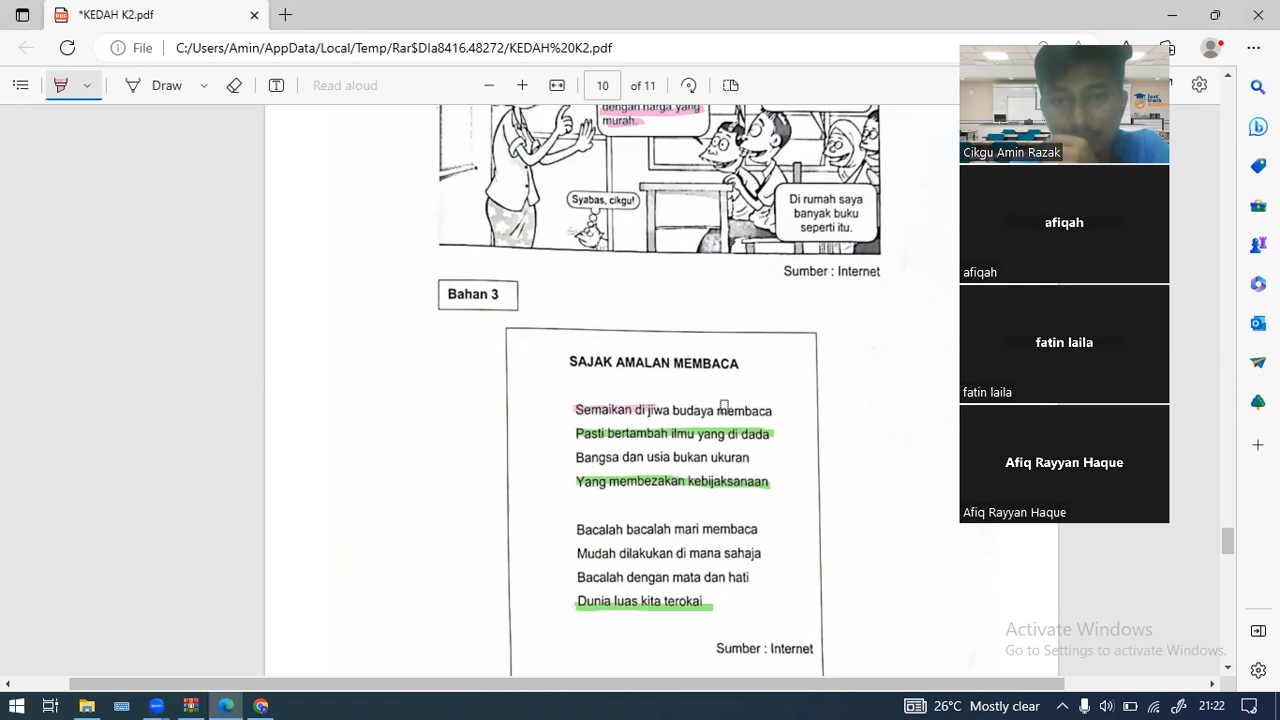 *KEDAH K2.pdf
File
C:/Users/Amin/AppData/Local/Temp/Rar$DIa8416.48272/KEDAH%20K2.pdf
Draw
Read aloud
10
of 11
dengan harga yang
murah.
Syabas, cikgu!
Di rumah saya
banyak buku
seperti itu.
Sumber : Internet
Bahan 3
SAJAK AMALAN MEMBACA
Semaikan di jiwa budaya membaca
Pasti bertambah ilmu yang di dada
Bangsa dan usia bukan ukuran
Yang membezakan kebijaksanaan
Bacalah bacalah mari membaca
Mudah dilakukan di mana sahaja
Bacalah dengan mata dan hati
Dunia luas kita terokai
Sumber : Internet
Cikgu Amin Razak
afiqah
afiqah
fatin laila
fatin laila
Afiq Rayyan Haque
Afiq Rayyan Haque
Activate Windows
Go to Settings to activate Windows.
26°C Mostly clear
21:22